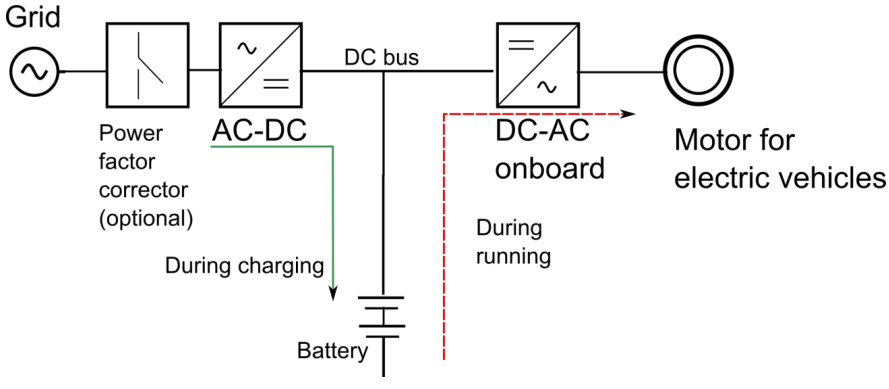 Grid
DC bus
Power
factor
corrector
(optional)
AC-DC
DC-AC
onboard
Motor for
electric vehicles
During charging
During
running
Battery